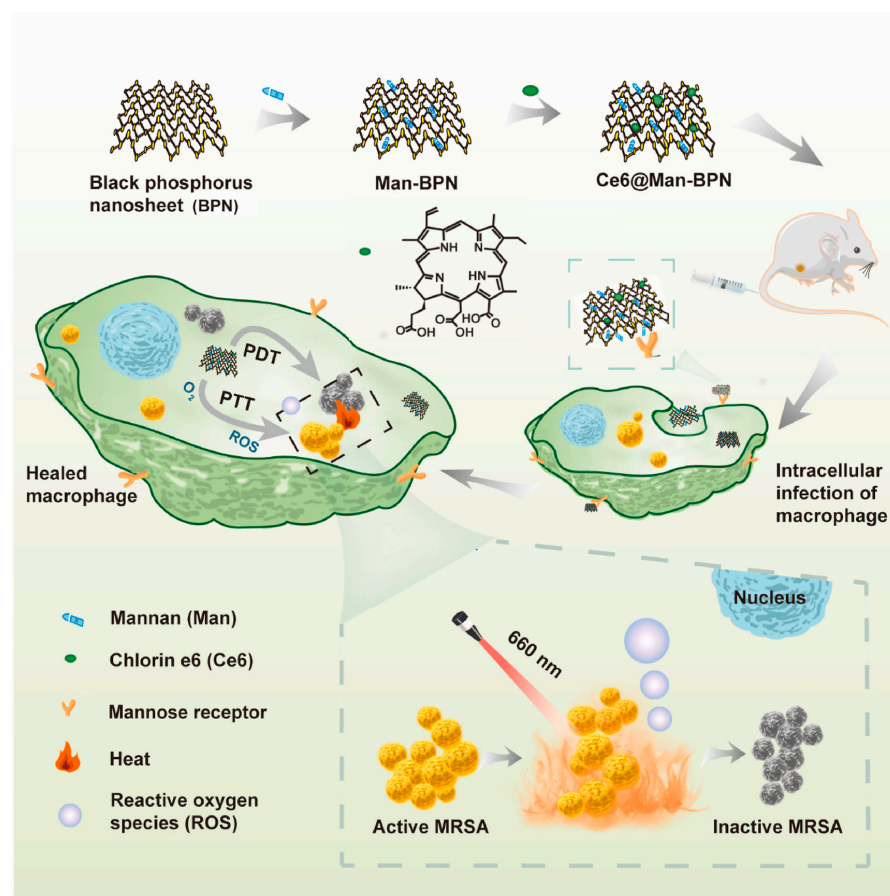 Black phosphorus
nanosheet (BPN)
Man-BPN
Ce6@Man-BPN
NH
N
N
HN
O
OH
O
OH
HO
O
PDT
O2
PTT
ROS
Healed
macrophage
Intracellular
infection of
macrophage
Mannan (Man)
Chlorin e6 (Ce6)
Mannose receptor
Heat
Reactive oxygen
species (ROS)
Nucleus
660 nm
Active MRSA
Inactive MRSA